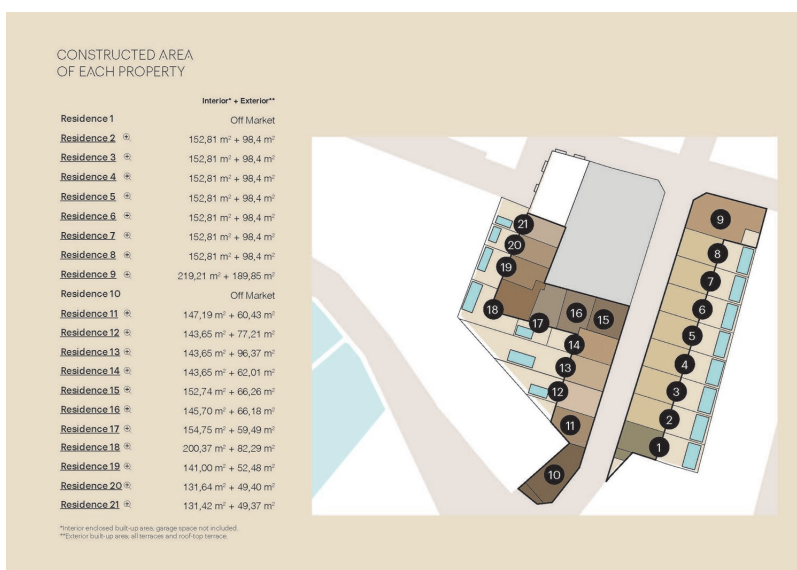 CONSTRUCTED AREA
OF EACH PROPERTY
Interior* + Exterior**
Residence 1 Off Market
Residence 2 152,81 m² + 98,4 m²
Residence 3 152,81 m² + 98,4 m²
Residence 4 152,81 m² + 98,4 m²
Residence 5 152,81 m² + 98,4 m²
Residence 6 152,81 m² + 98,4 m²
Residence 7 152,81 m² + 98,4 m²
Residence 8 152,81 m² + 98,4 m²
Residence 9 219,21 m² + 189,85 m²
Residence 10 Off Market
Residence 11 147,19 m² + 60,43 m²
Residence 12 143,65 m² + 77,21 m²
Residence 13 143,65 m² + 96,37 m²
Residence 14 143,65 m² + 62,01 m²
Residence 15 152,74 m² + 66,26 m²
Residence 16 145,70 m² + 66,18 m²
Residence 17 154,75 m² + 59,49 m²
Residence 18 200,37 m² + 82,29 m²
Residence 19 141,00 m² + 52,48 m²
Residence 20 131,64 m² + 49,40 m²
Residence 21 131,42 m² + 49,37 m²
*Interior enclosed built-up area, garage space not included.
**Exterior built-up area; all terraces and roof-top terrace.
9
21
20
8
19
7
18
6
16
15
17
5
14
4
13
3
12
2
11
1
10